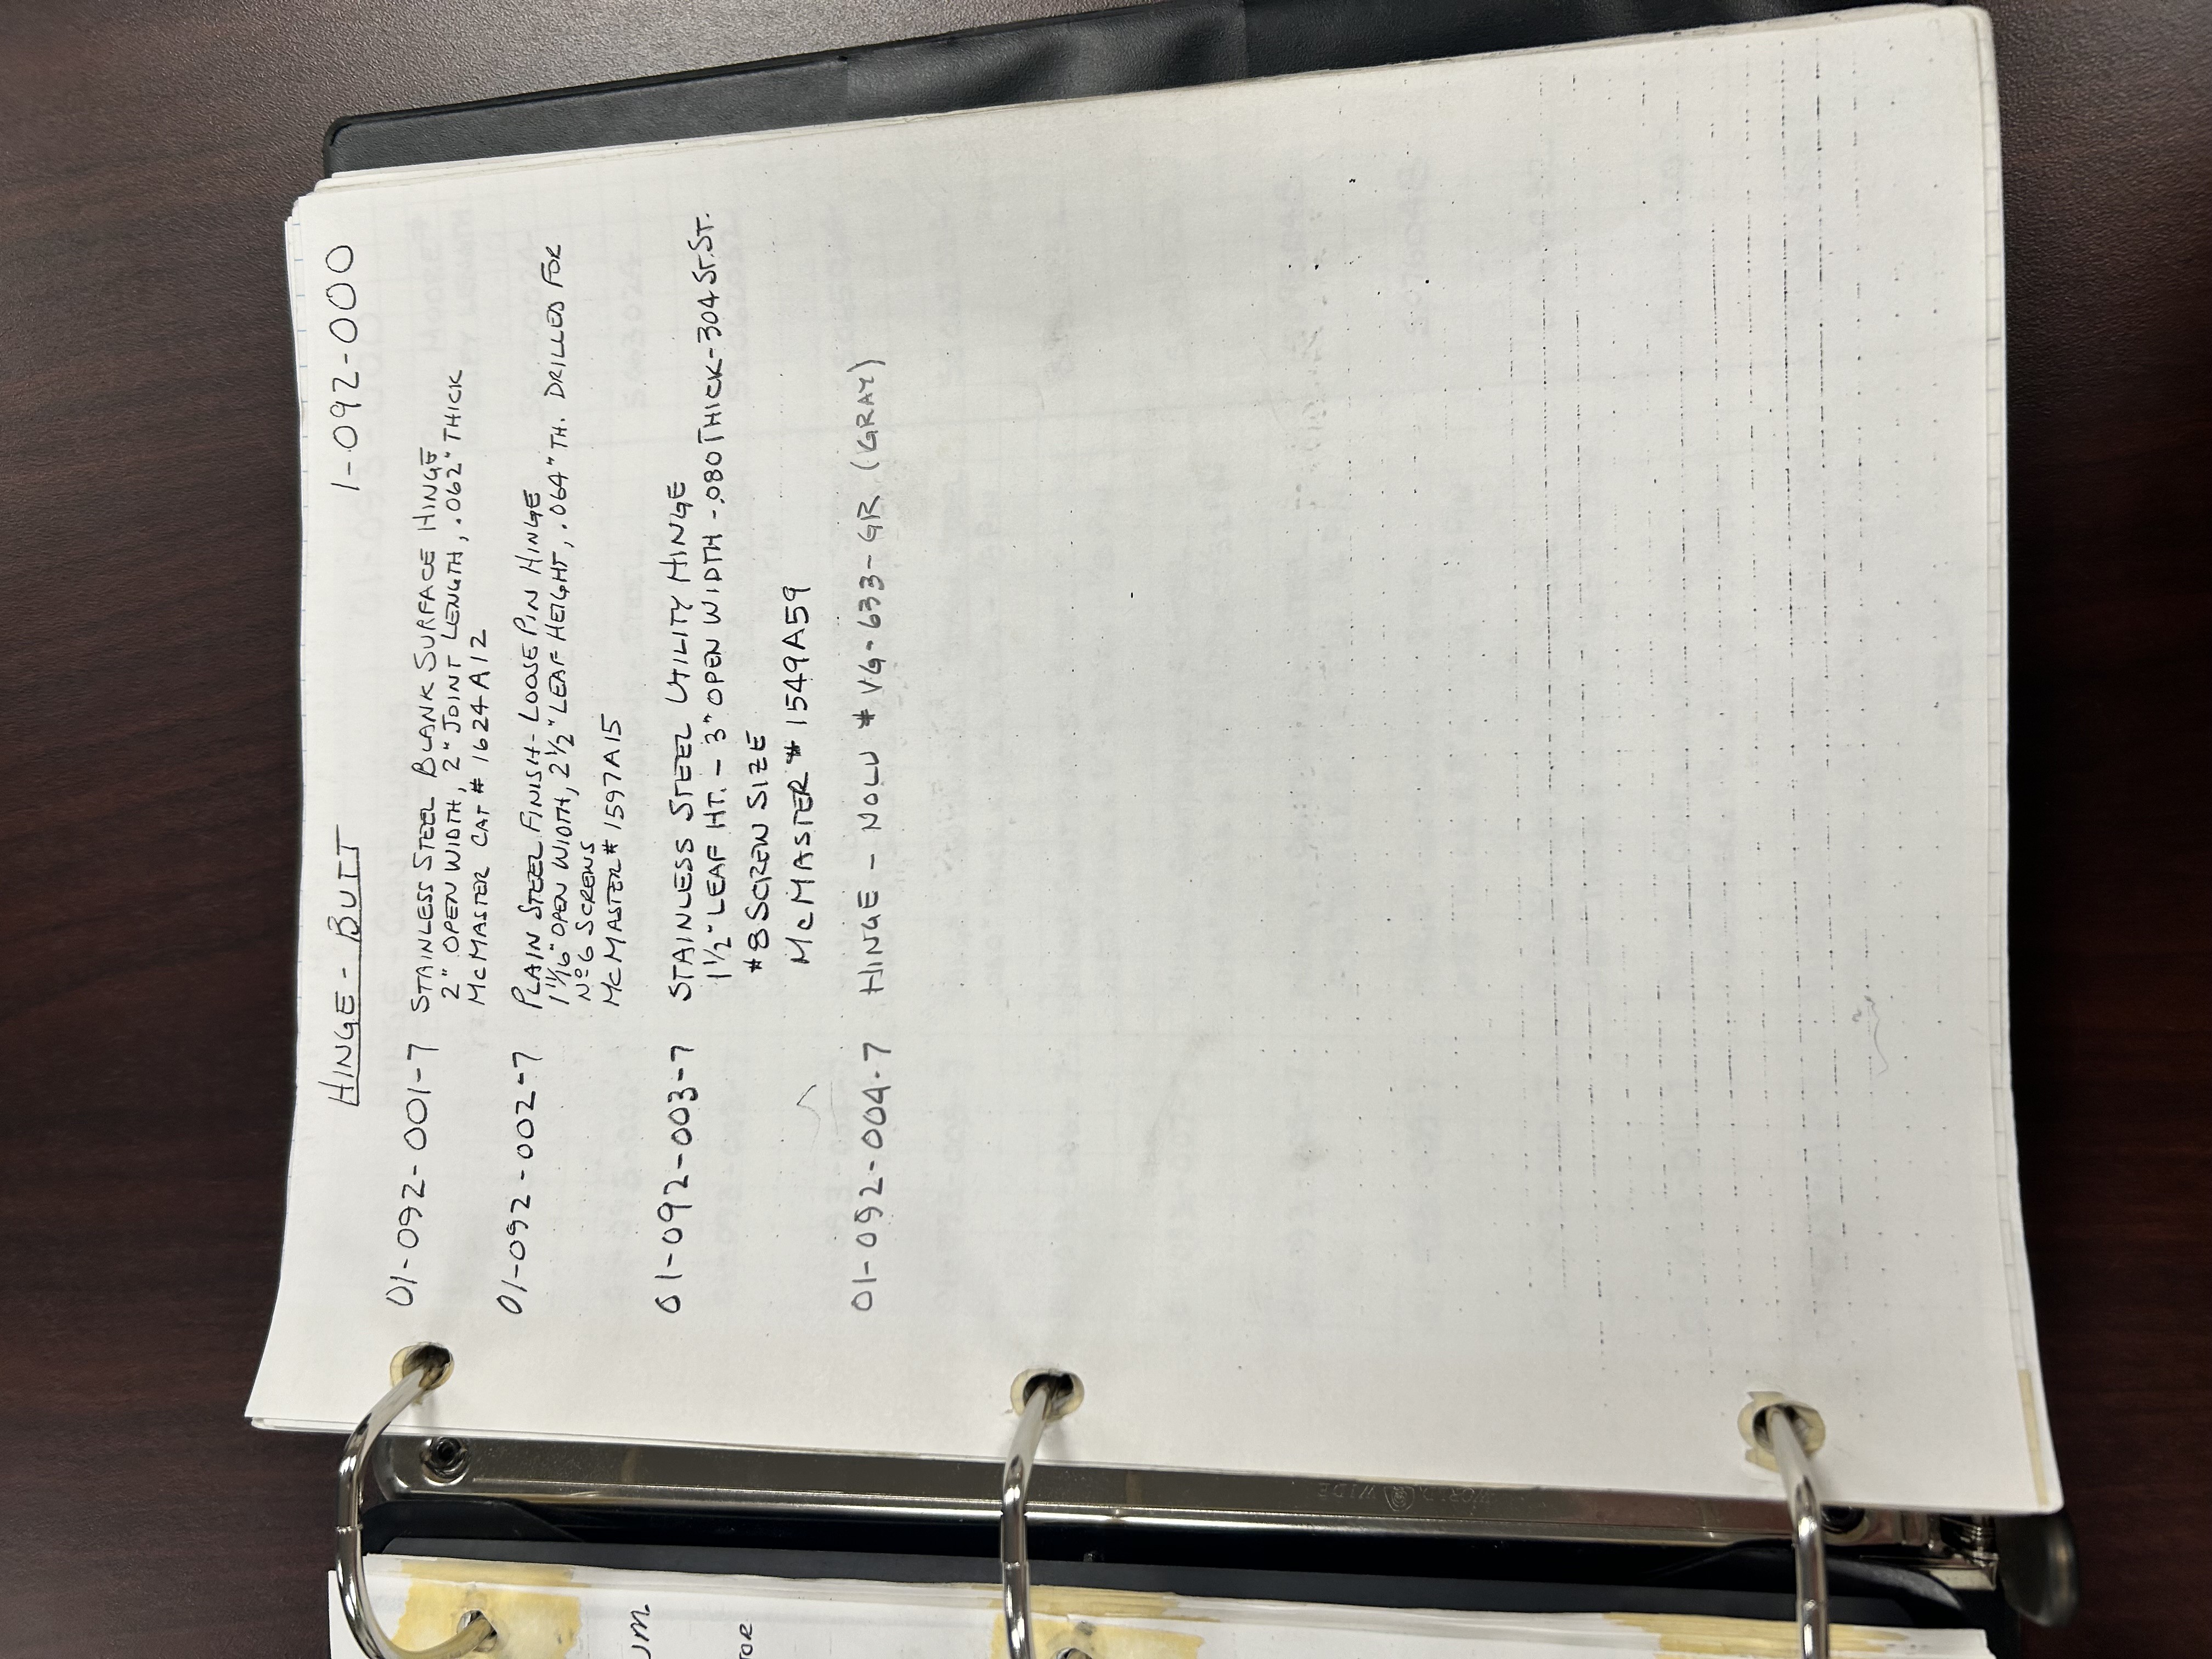 HINGE - BUTT 1-092-000
01-092-001-7 STAINLESS STEEL BLANK SURFACE HINGE
2" OPEN WIDTH, 2" JOINT LENGTH, .062" THICK
MCMASTER CAT # 1624A12
01-092-002-7 PLAIN STEEL FINISH - LOOSE PIN HINGE
1 11/16" OPEN WIDTH, 2 1/2" LEAF HEIGHT, .064" TH. DRILLED FOR
Nº6 SCREWS
MCMASTER # 1597A15
01-092-003-7 STAINLESS STEEL UTILITY HINGE
1 1/2" LEAF HT. - 3" OPEN WIDTH - .080 THICK - 304 ST. ST.
#8 SCREW SIZE
McMASTER # 1549A59
01-092-004-7 HINGE - NOLU # VG-633-GR (GRAY)
UM.
TOR
WORLD WIDE